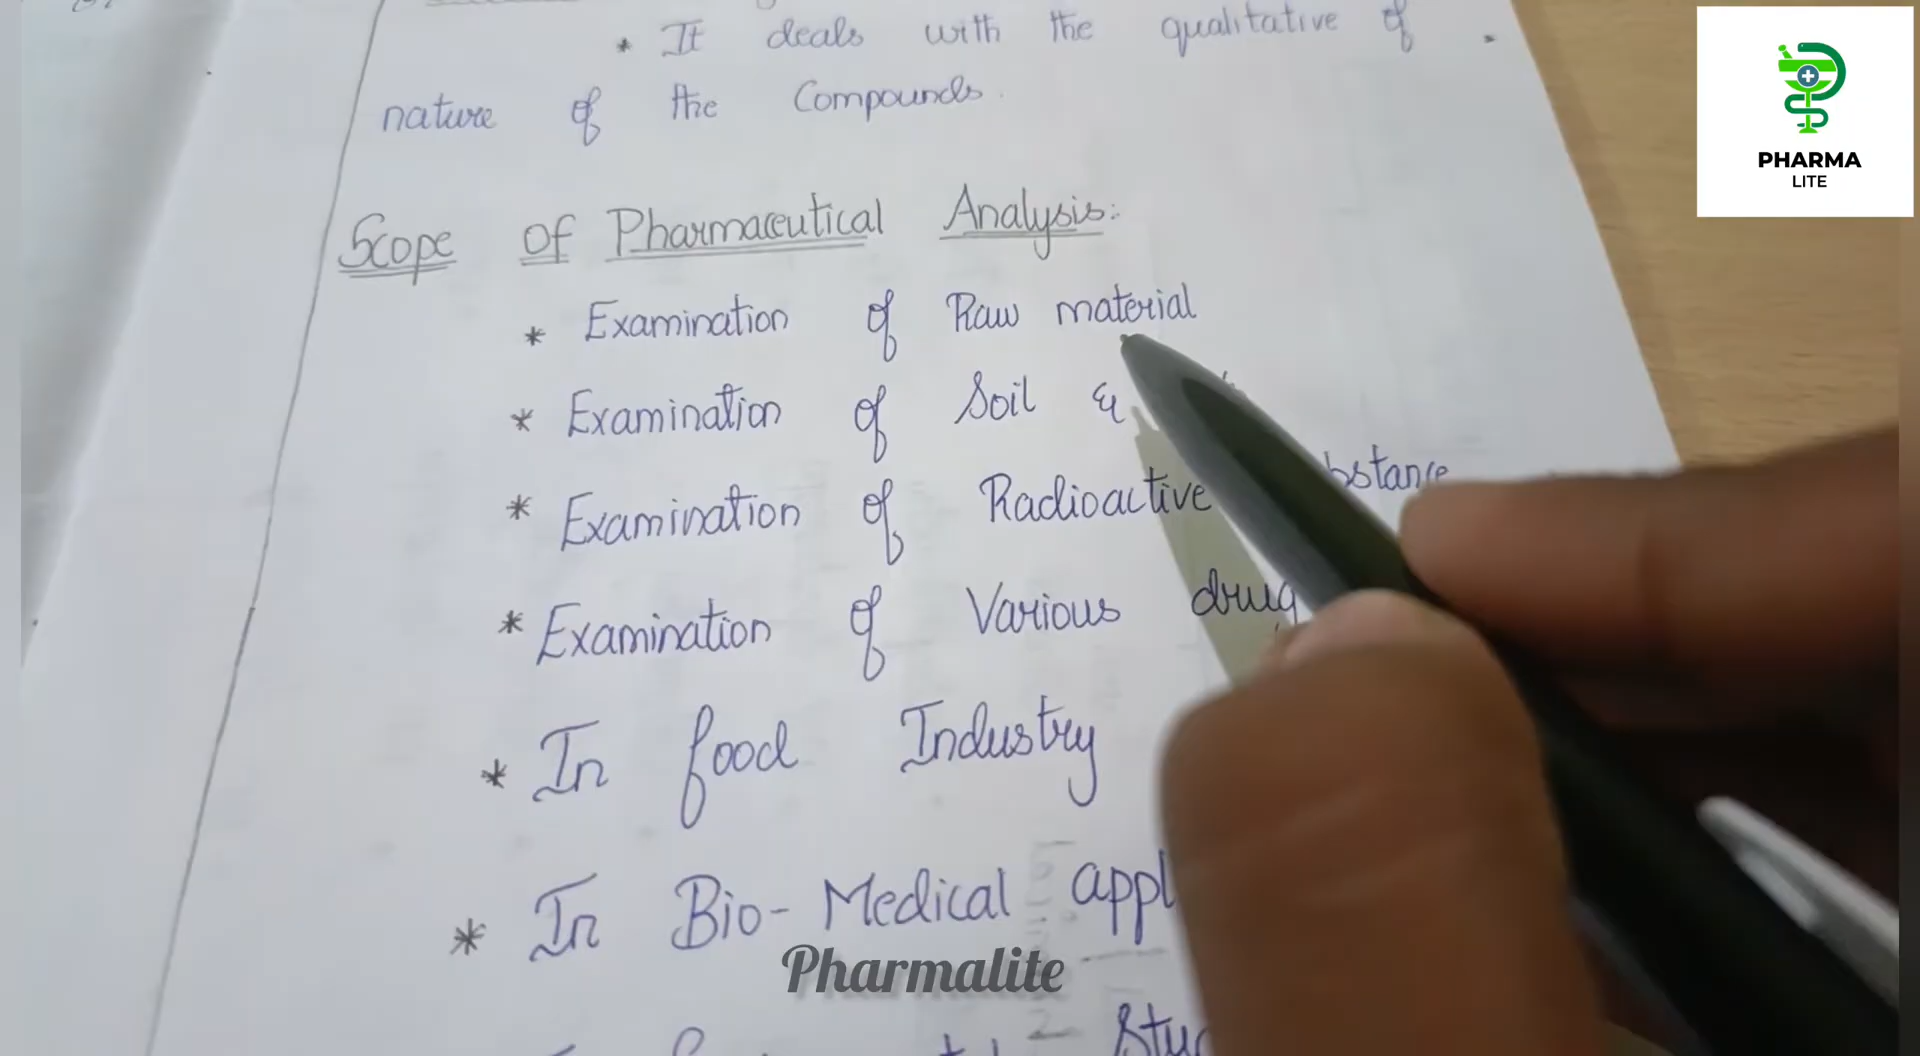 * It deals with the qualitative of
nature of the Compounds.
Scope Of Pharmaceutical Analysis:
* Examination of Raw material
* Examination of Soil &
* Examination of Radioactive
* Examination of Various drug
* In food Industry
* In Bio-Medical
PHARMA
LITE
Pharmalite